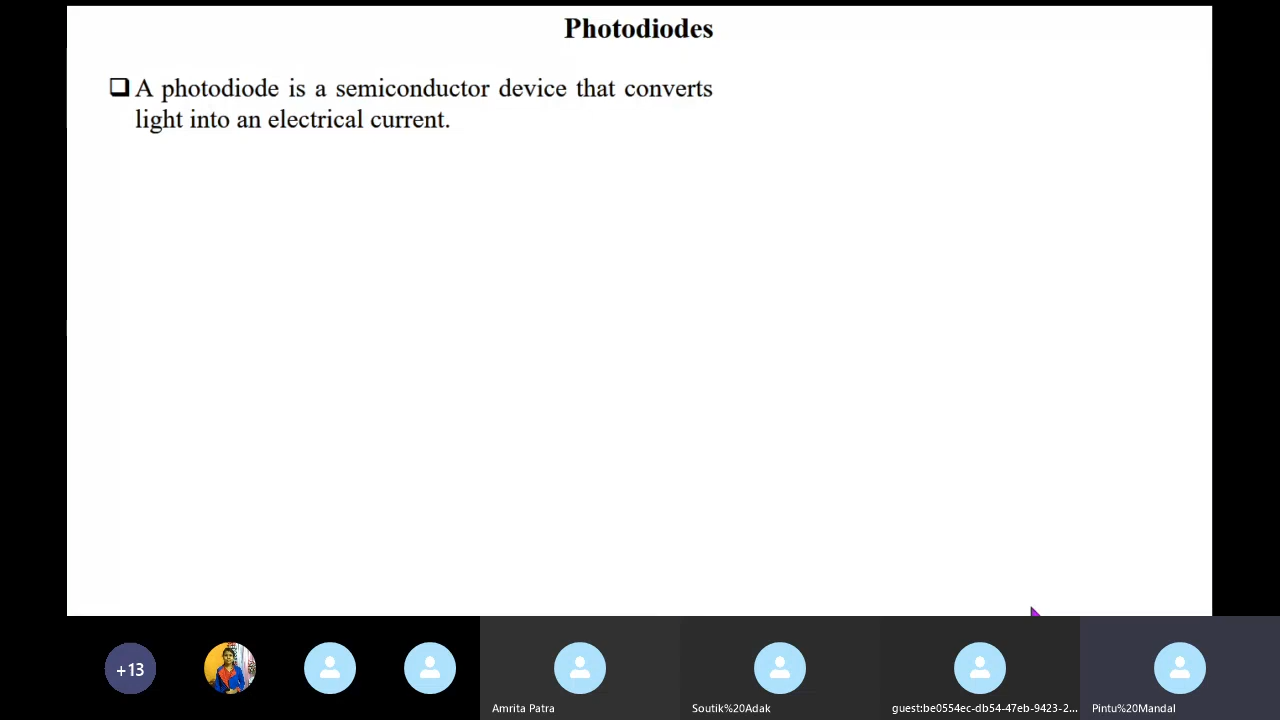 Photodiodes
❑ A photodiode is a semiconductor device that converts
light into an electrical current.
+13
Amrita Patra
Soutik%20Adak
guest:be0554ec-db54-47eb-9423-2...
Pintu%20Mandal